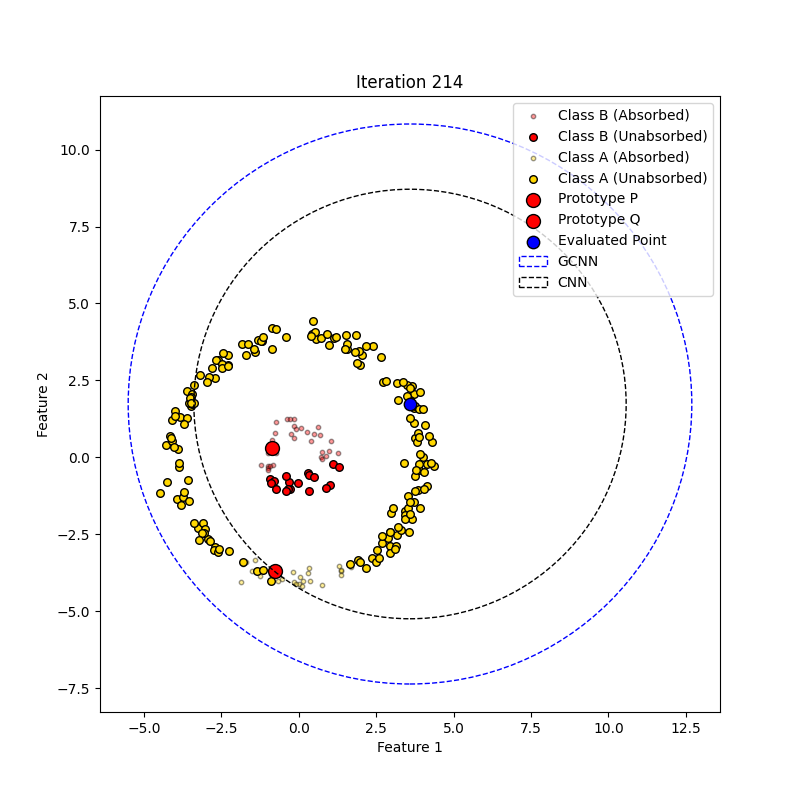 Iteration 214
Class B (Absorbed)
Class B (Unabsorbed)
Class A (Absorbed)
Class A (Unabsorbed)
Prototype P
Prototype Q
Evaluated Point
GCNN
CNN
10.0
7.5
5.0
2.5
0.0
−2.5
−5.0
−7.5
Feature 2
−5.0
−2.5
0.0
2.5
5.0
7.5
10.0
12.5
Feature 1